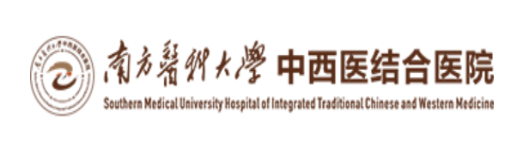 南方醫科大學 中西医结合医院
Southern Medical University Hospital of Integrated Traditional Chinese and Western Medicine